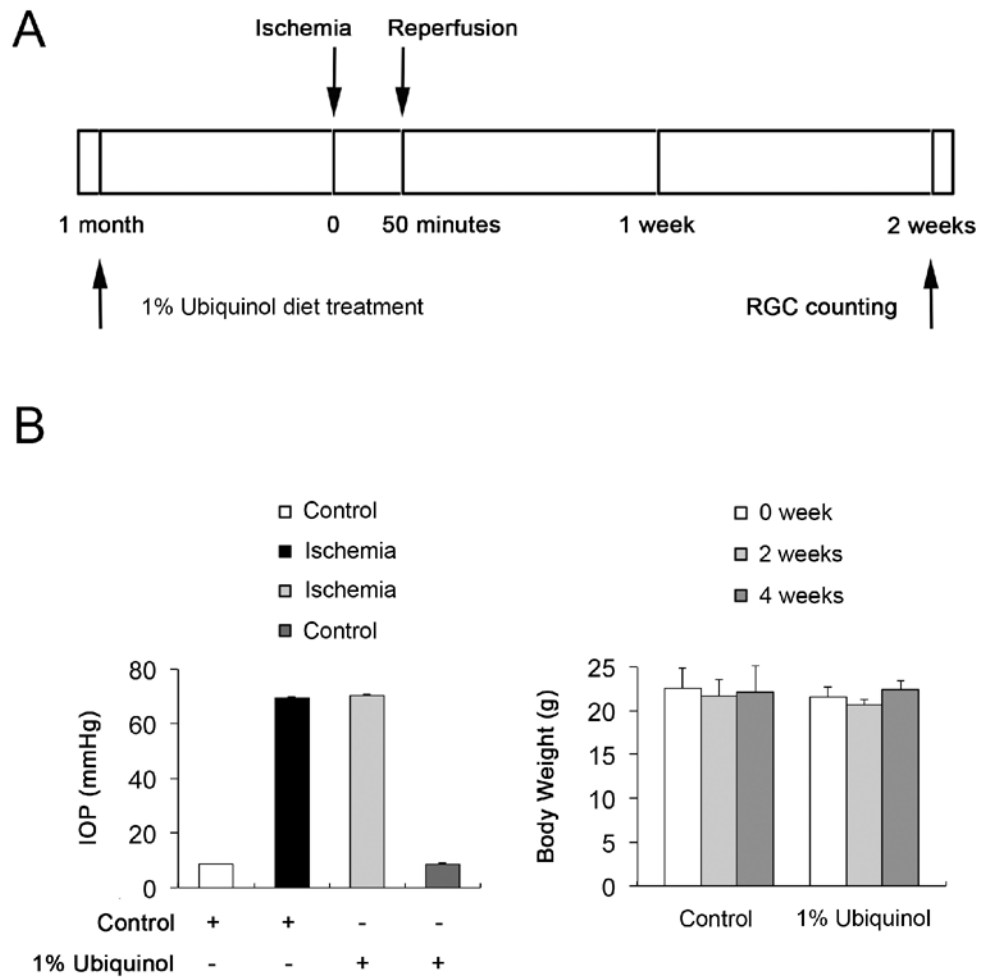 A
Ischemia Reperfusion
1 month 0 50 minutes 1 week 2 weeks
1% Ubiquinol diet treatment RGC counting
B
Control
Ischemia
Ischemia
Control
IOP (mmHg)
80
60
40
20
0
Control + + - -
1% Ubiquinol - - + +
0 week
2 weeks
4 weeks
Body Weight (g)
25
20
15
10
5
0
Control 1% Ubiquinol